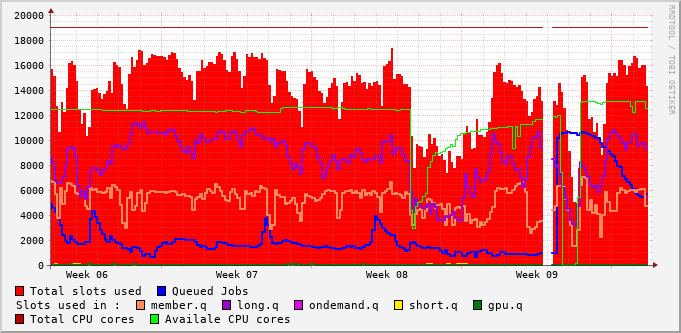 20000
18000
16000
14000
12000
10000
8000
6000
4000
2000
0
Week 06 Week 07 Week 08 Week 09
RRDTOOL / TOBI OETIKER
Total slots used Queued Jobs
Slots used in : member.q long.q ondemand.q short.q gpu.q
Total CPU cores Availale CPU cores